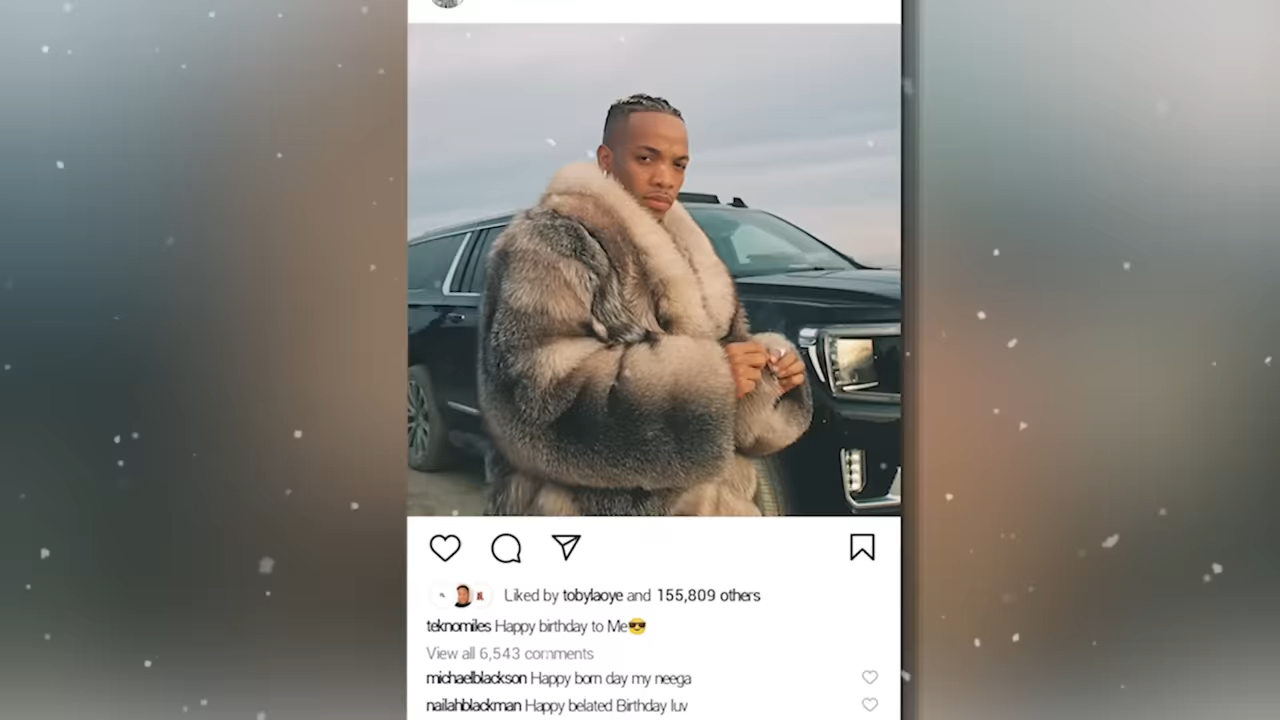 Liked by tobylaoye and 155,809 others
teknomiles Happy birthday to Me😎
View all 6,543 comments
michaelblackson Happy born day my neega
nailahblackman Happy belated Birthday luv